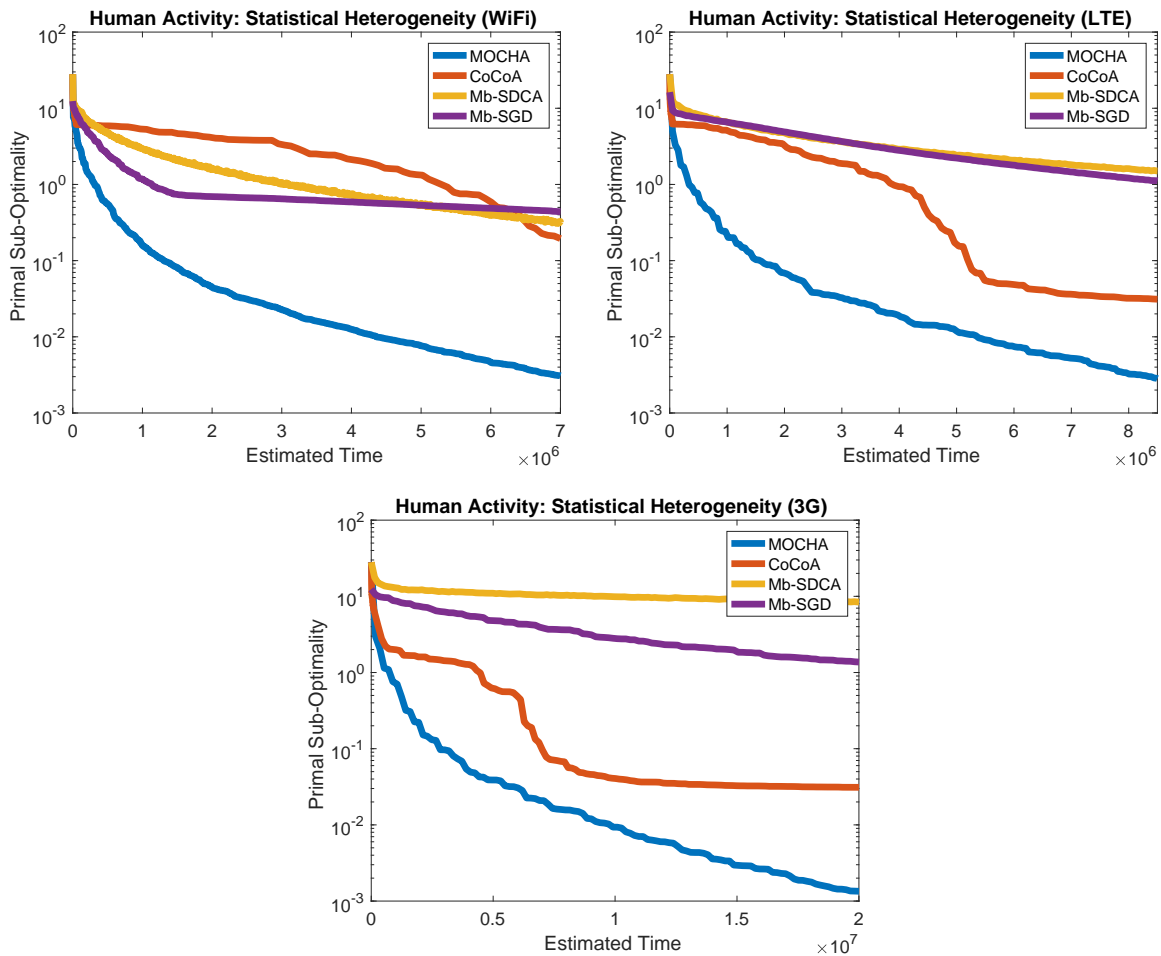 Human Activity: Statistical Heterogeneity (WiFi)
10^2
10^1
10^0
10^-1
10^-2
10^-3
Primal Sub-Optimality
MOCHA
CoCoA
Mb-SDCA
Mb-SGD
0 1 2 3 4 5 6 7
Estimated Time
×10^6
Human Activity: Statistical Heterogeneity (LTE)
10^2
10^1
10^0
10^-1
10^-2
10^-3
Primal Sub-Optimality
MOCHA
CoCoA
Mb-SDCA
Mb-SGD
0 1 2 3 4 5 6 7 8
Estimated Time
×10^6
Human Activity: Statistical Heterogeneity (3G)
10^2
10^1
10^0
10^-1
10^-2
10^-3
Primal Sub-Optimality
MOCHA
CoCoA
Mb-SDCA
Mb-SGD
0 0.5 1 1.5 2
Estimated Time
×10^7